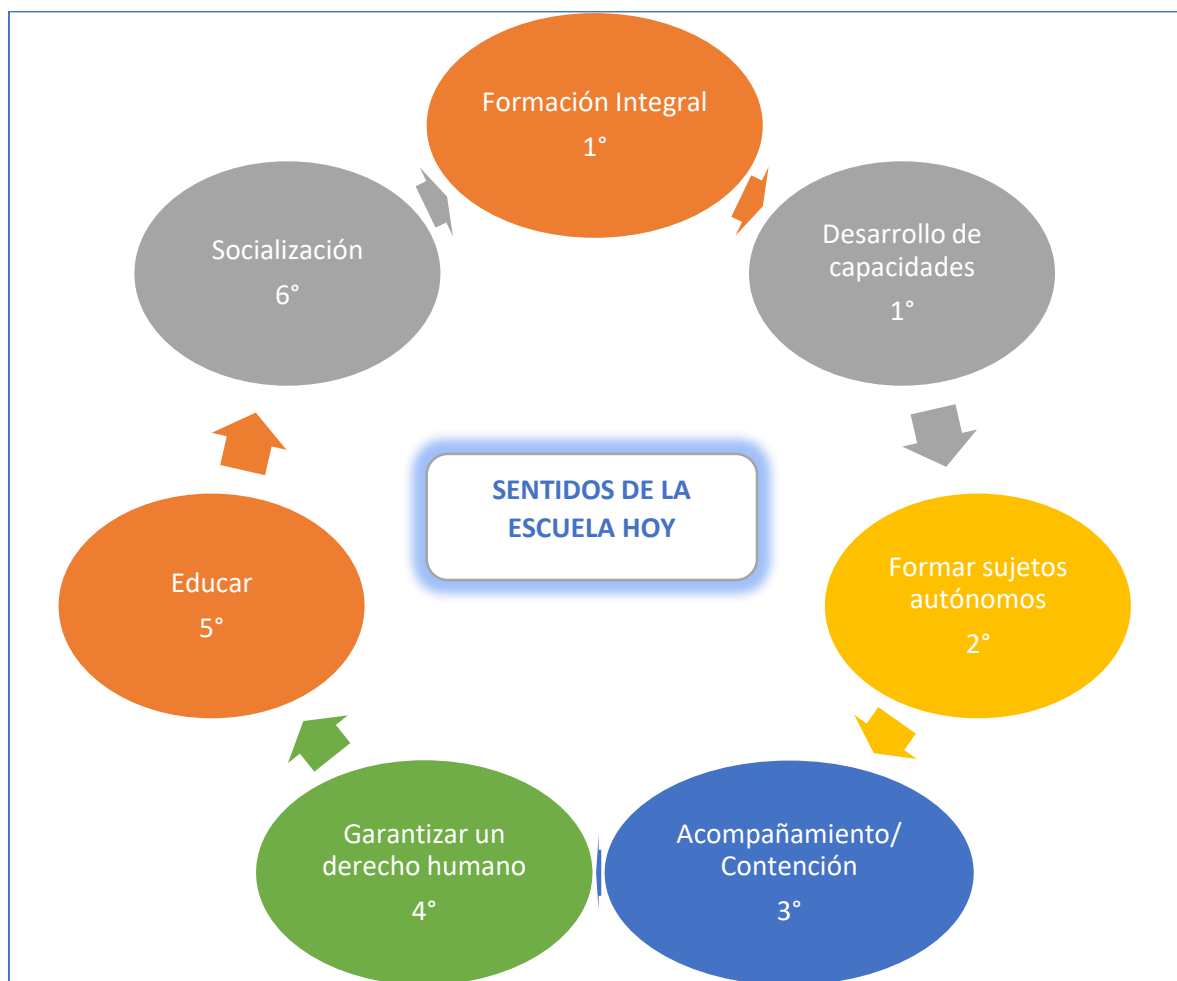 Formación Integral
1°
Desarrollo de
capacidades
1°
Formar sujetos
autónomos
2°
Acompañamiento/
Contención
3°
Garantizar un
derecho humano
4°
Educar
5°
Socialización
6°
SENTIDOS DE LA
ESCUELA HOY